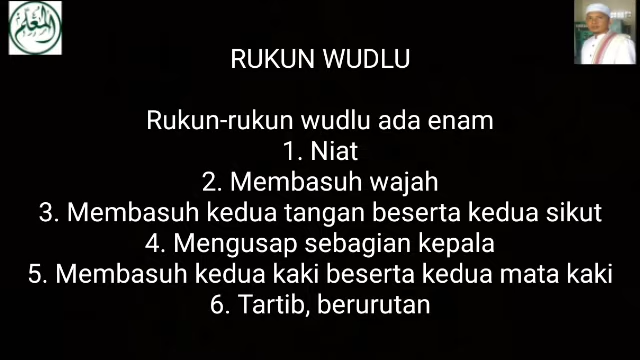 المعلم
RUKUN WUDLU
Rukun-rukun wudlu ada enam
1. Niat
2. Membasuh wajah
3. Membasuh kedua tangan beserta kedua sikut
4. Mengusap sebagian kepala
5. Membasuh kedua kaki beserta kedua mata kaki
6. Tartib, berurutan